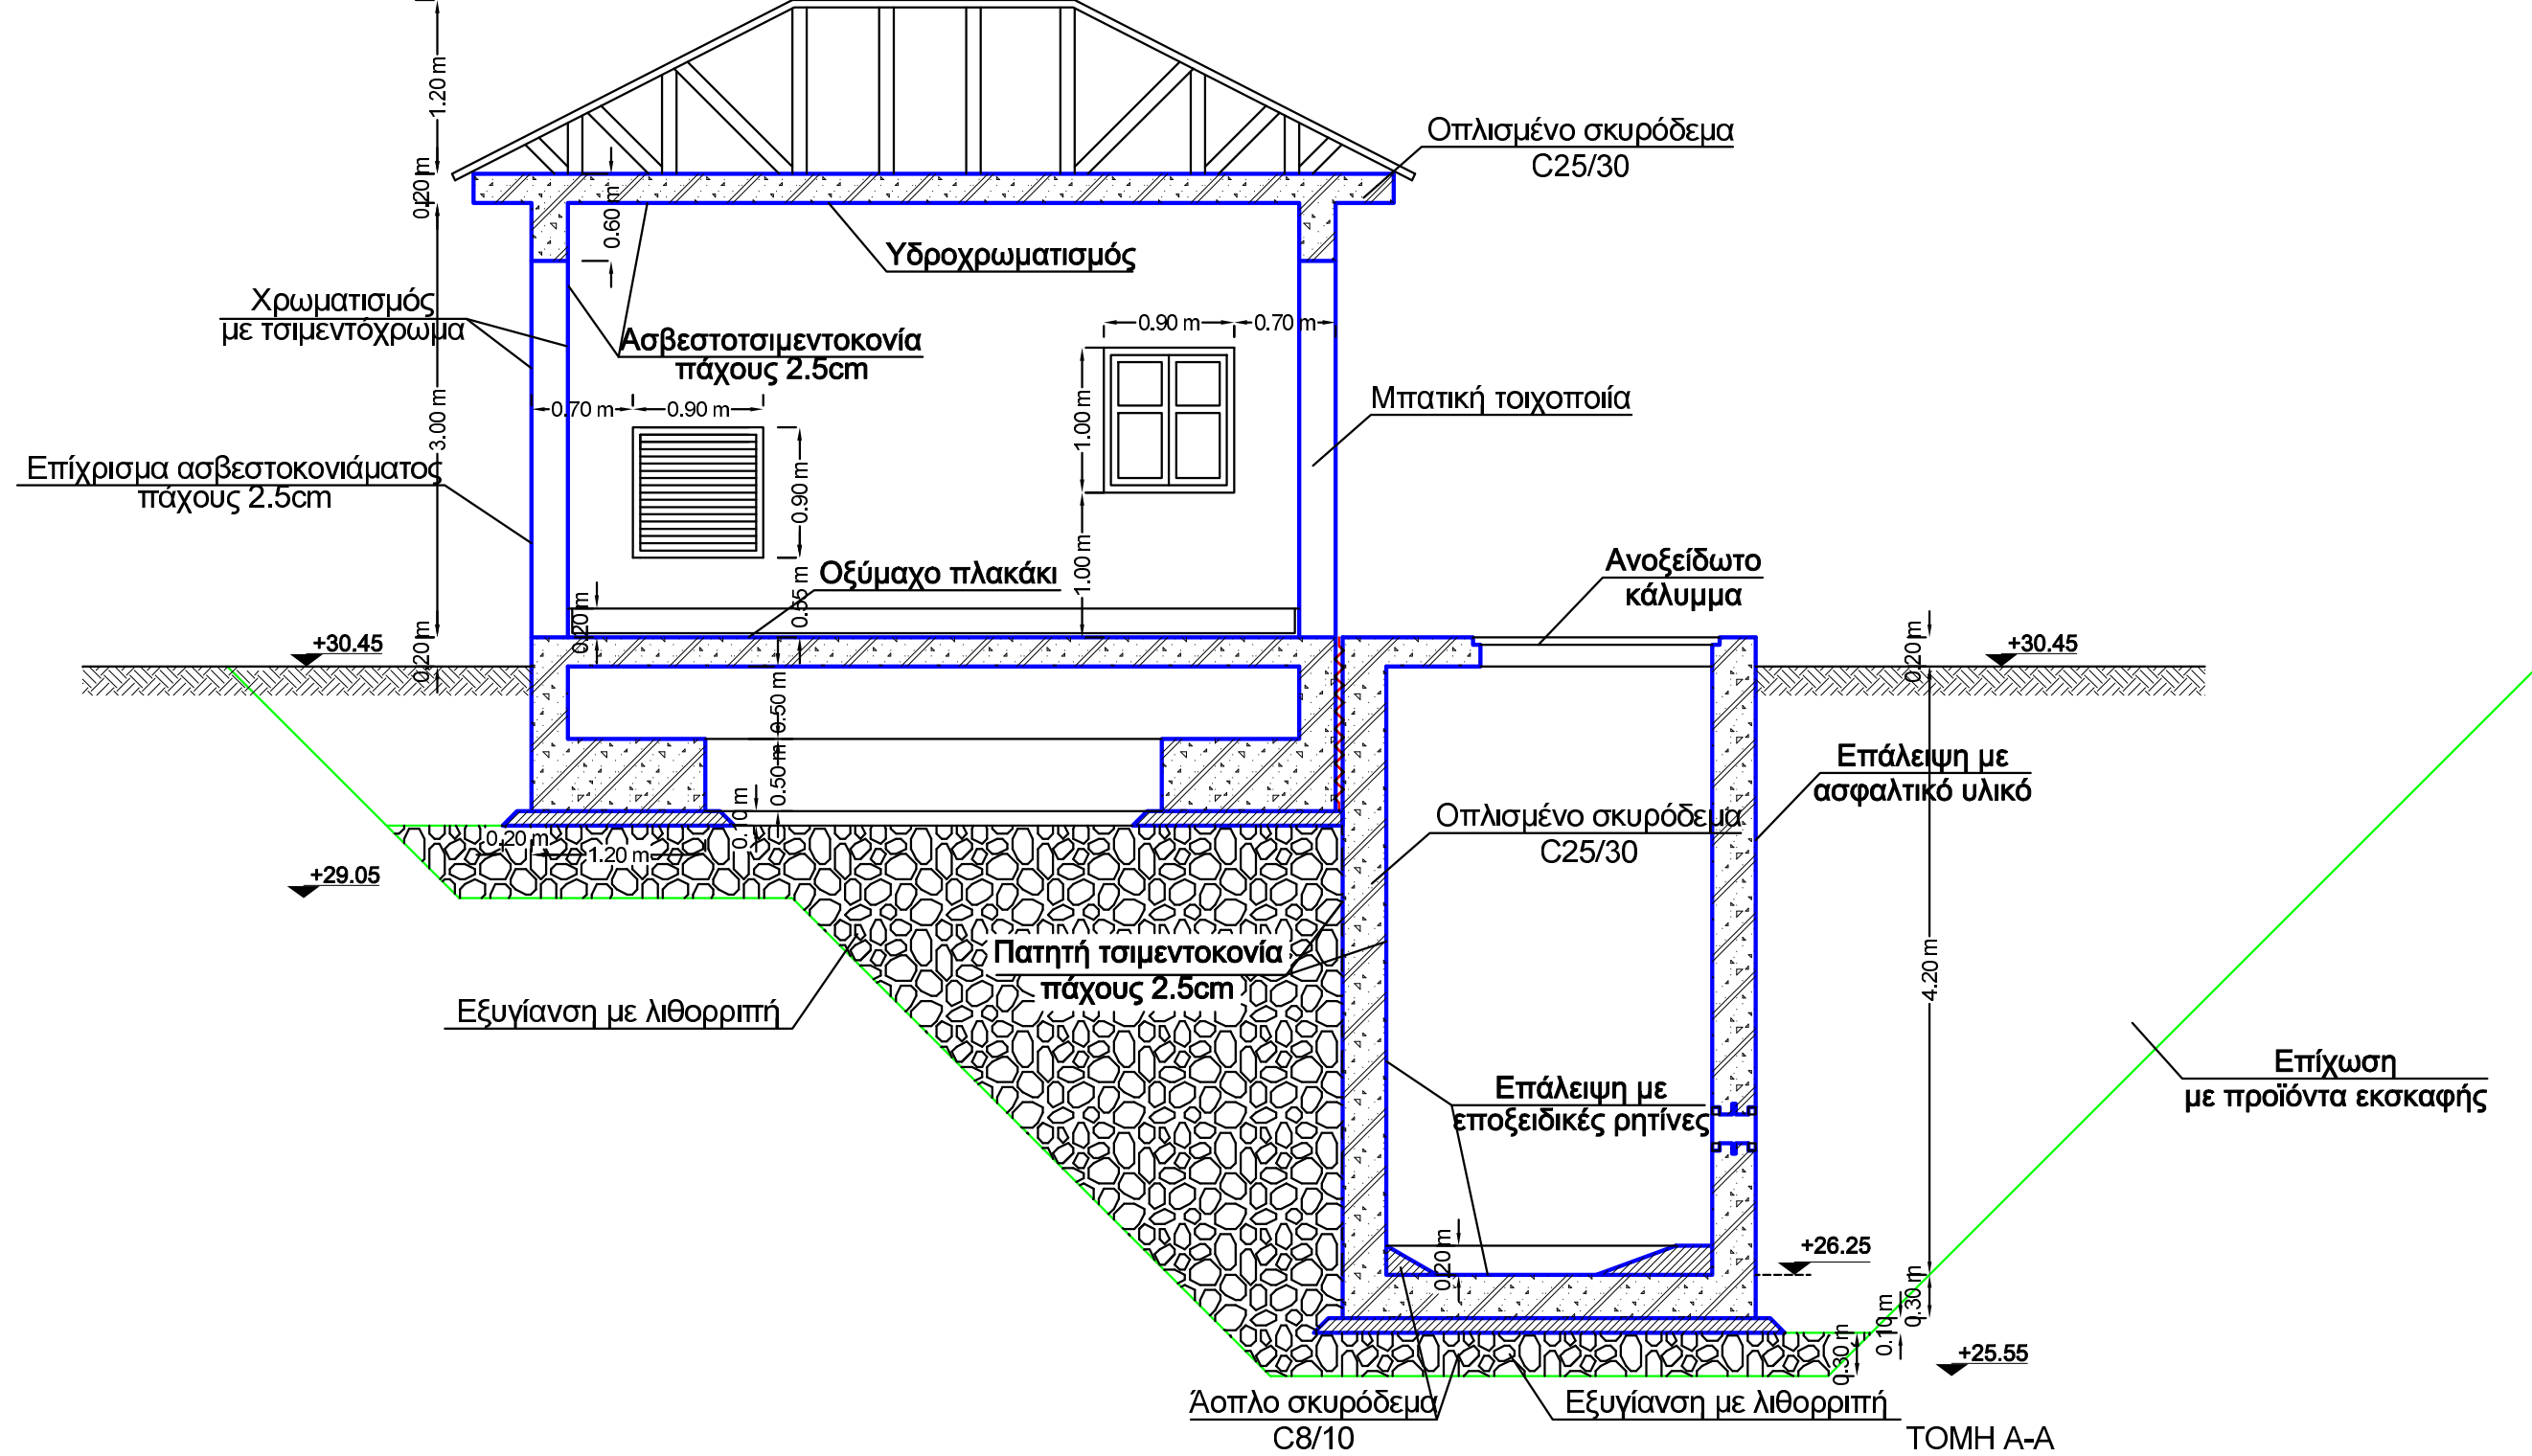 1.20 m
Οπλισμένο σκυρόδεμα
C25/30
0.20 m
0.60 m
Υδροχρωματισμός
Χρωματισμός
με τσιμεντόχρωμα
Ασβεστοτσιμεντοκονία
πάχους 2.5cm
0.90 m
0.70 m
Μπατική τοιχοποιία
0.70 m
0.90 m
3.00 m
1.00 m
Επίχρισμα ασβεστοκονιάματος
πάχους 2.5cm
0.90 m
1.00 m
Οξύμαχο πλακάκι
0.55 m
0.20 m
Ανοξείδωτο
κάλυμμα
+30.45
0.20 m
0.20 m
+30.45
0.50 m
0.50 m
Επάλειψη με
ασφαλτικό υλικό
0.10 m
Οπλισμένο σκυρόδεμα
C25/30
0.20 m
1.20 m
+29.05
Πατητή τσιμεντοκονία
πάχους 2.5cm
4.20 m
Εξυγίανση με λιθορριπή
Επίχωση
με προϊόντα εκσκαφής
Επάλειψη με
εποξειδικές ρητίνες
0.20 m
+26.25
0.30 m
0.10 m
0.30 m
+25.55
Άοπλο σκυρόδεμα
C8/10
Εξυγίανση με λιθορριπή
ΤΟΜΗ Α-Α